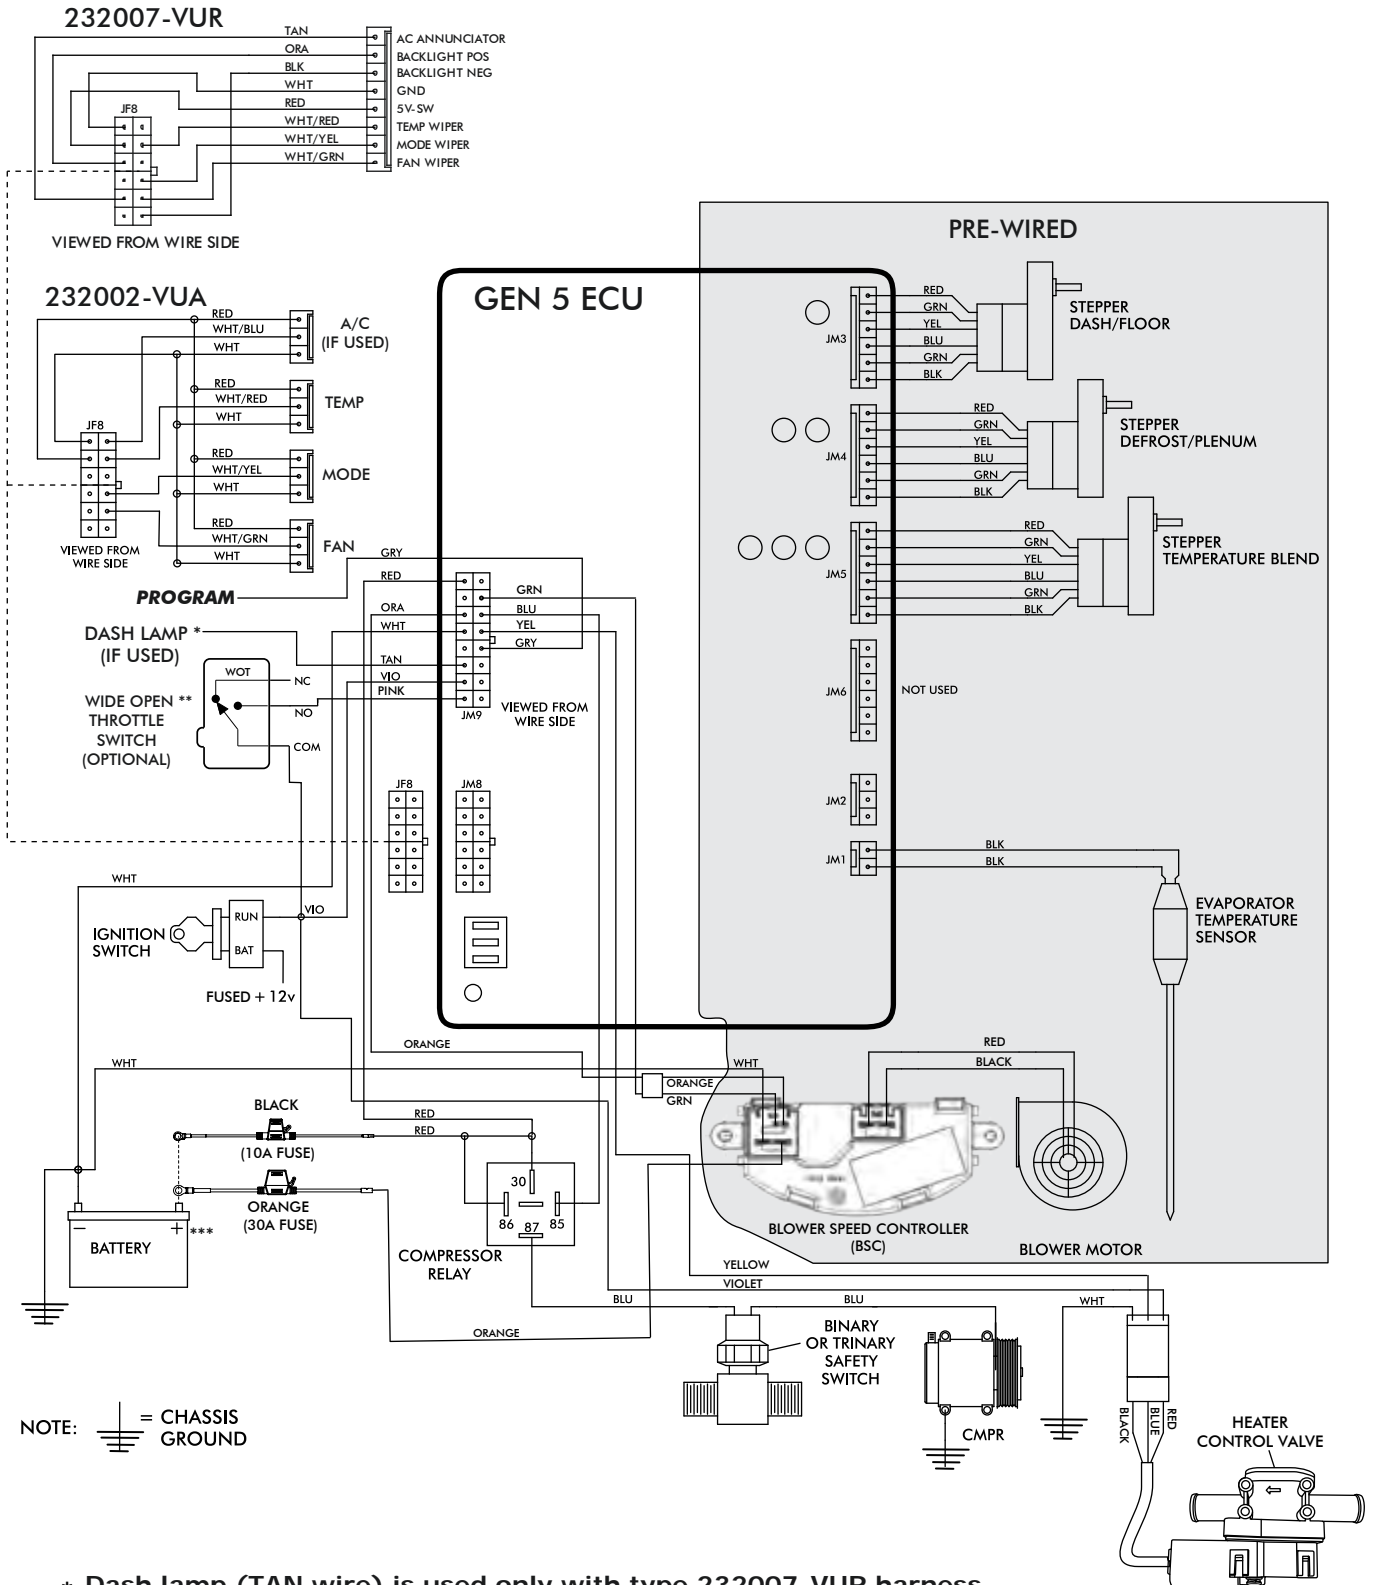 232007-VUR
TAN
ORA
BLK
WHT
RED
WHT/RED
WHT/YEL
WHT/GRN
AC ANNUNCIATOR
BACKLIGHT POS
BACKLIGHT NEG
GND
5V-SW
TEMP WIPER
MODE WIPER
FAN WIPER
JF8
VIEWED FROM WIRE SIDE
232002-VUA
RED
WHT/BLU
WHT
A/C
(IF USED)
RED
WHT/RED
WHT
TEMP
JF8
RED
WHT/YEL
WHT
MODE
RED
WHT/GRN
WHT
FAN
VIEWED FROM
WIRE SIDE
GEN 5 ECU
PRE-WIRED
JM3
RED
GRN
YEL
BLU
GRN
BLK
STEPPER
DASH/FLOOR
JM4
RED
GRN
YEL
BLU
GRN
BLK
STEPPER
DEFROST/PLENUM
JM5
RED
GRN
YEL
BLU
GRN
BLK
STEPPER
TEMPERATURE BLEND
JM6
NOT USED
JM2
JM1
BLK
BLK
EVAPORATOR
TEMPERATURE
SENSOR
PROGRAM
GRY
RED
ORA
WHT
TAN
VIO
PINK
GRN
BLU
YEL
GRY
JM9
VIEWED FROM
WIRE SIDE
DASH LAMP *
(IF USED)
WOT
NC
NO
COM
WIDE OPEN **
THROTTLE
SWITCH
(OPTIONAL)
JF8
JM8
WHT
IGNITION
SWITCH
RUN
BAT
VIO
FUSED + 12v
ORANGE
WHT
WHT
ORANGE
GRN
RED
BLACK
BLACK
(10A FUSE)
RED
RED
ORANGE
(30A FUSE)
BATTERY
−
+
***
30
86
87
85
COMPRESSOR
RELAY
BLOWER SPEED CONTROLLER
(BSC)
BLOWER MOTOR
YELLOW
VIOLET
BLU
BLU
WHT
ORANGE
BINARY
OR TRINARY
SAFETY
SWITCH
CMPR
BLACK
BLUE
RED
HEATER
CONTROL VALVE
NOTE:
= CHASSIS
GROUND
* Dash lamp (TAN wire) is used only with type 232007-VUR harness